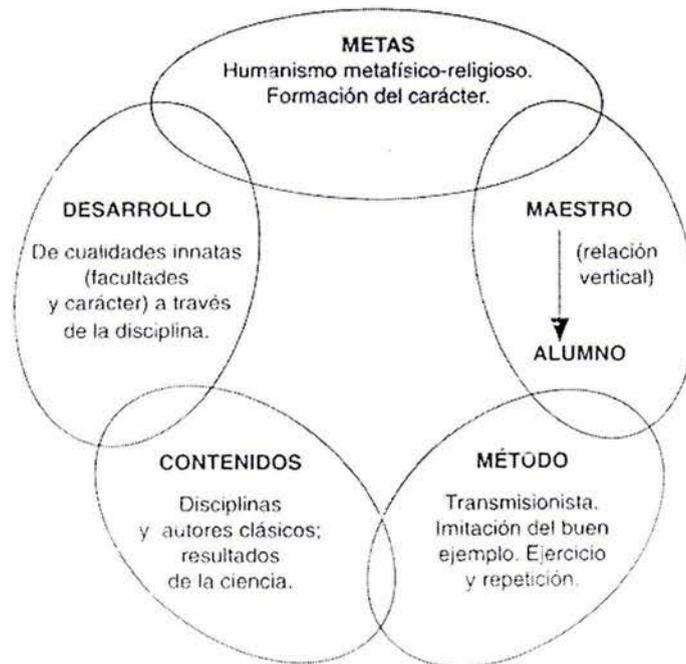 METAS
Humanismo metafísico-religioso.
Formación del carácter.
DESARROLLO
De cualidades innatas
(facultades
y carácter) a través
de la disciplina.
MAESTRO
(relación
vertical)
ALUMNO
CONTENIDOS
Disciplinas
y autores clásicos;
resultados
de la ciencia.
MÉTODO
Transmisionista.
Imitación del buen
ejemplo. Ejercicio
y repetición.